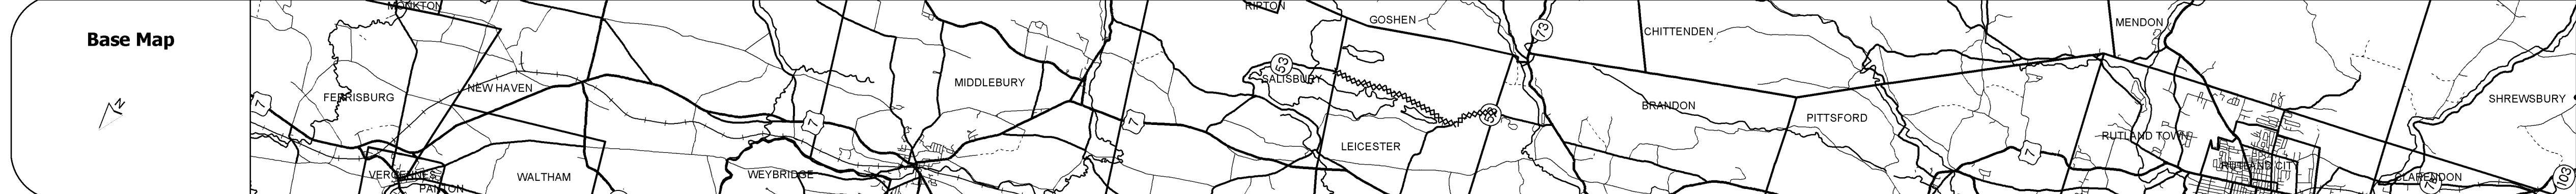 Base Map
N
MONKTON
RIPTON
GOSHEN
73
CHITTENDEN
MENDON
53
SALISBURY
MIDDLEBURY
NEW HAVEN
FERRISBURG
7
7
7
53
BRANDON
PITTSFORD
SHREWSBURY
RUTLAND TOWN
LEICESTER
7
RUTLAND CITY
VERGENNES
WALTHAM
WEYBRIDGE
PANTON
CLARENDON
7
103